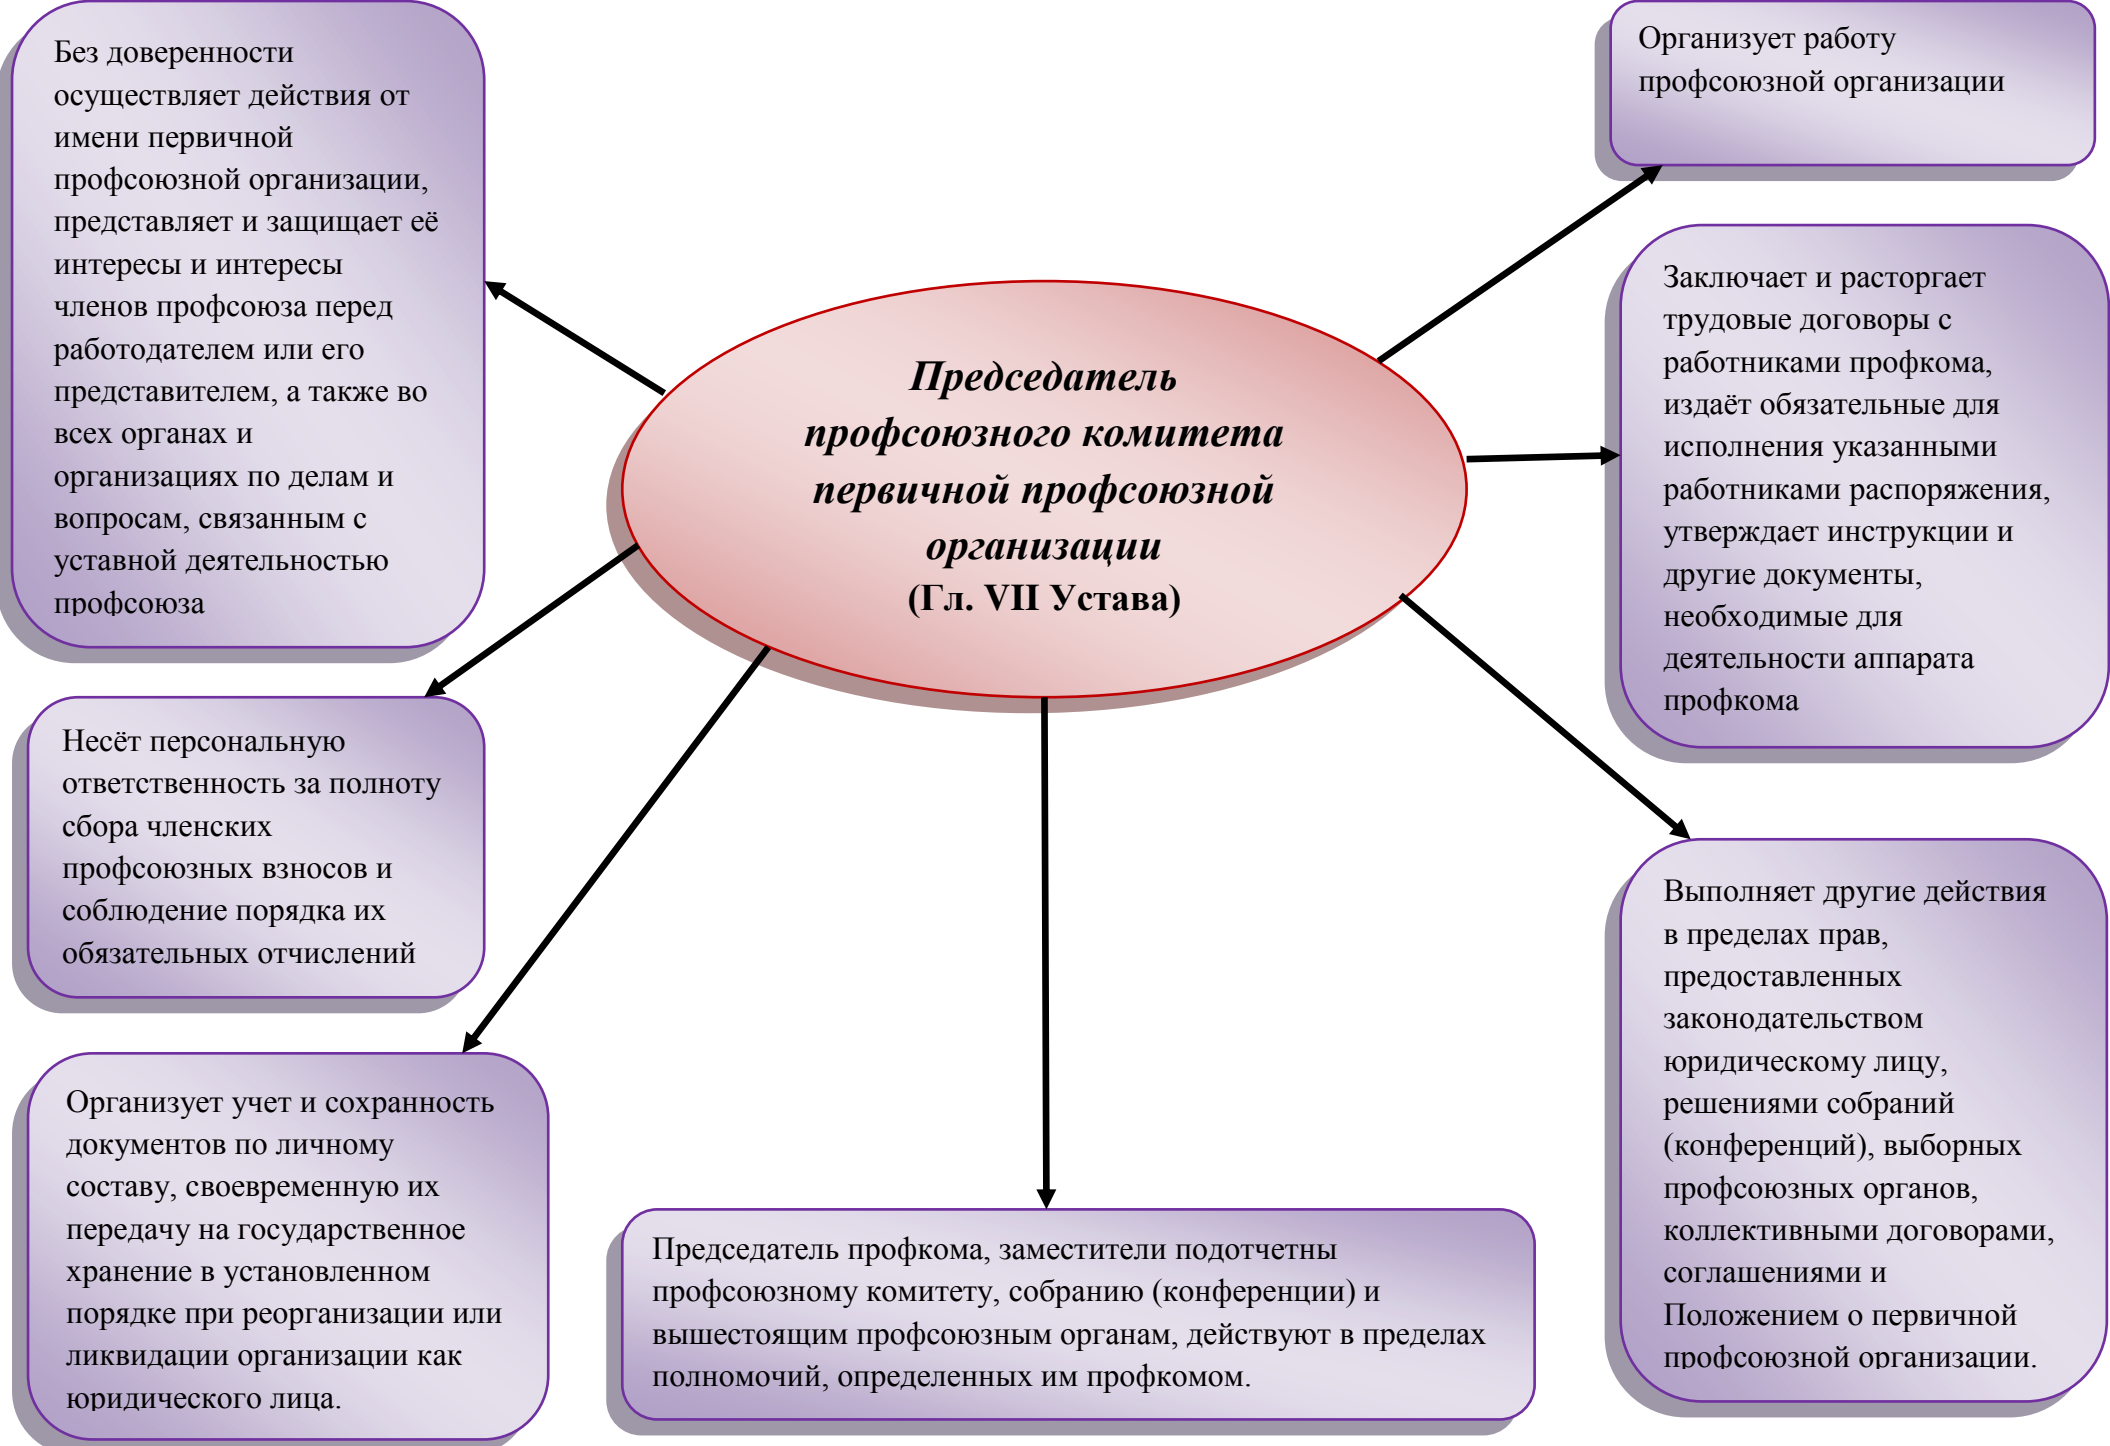 Без доверенности
осуществляет действия от
имени первичной
профсоюзной организации,
представляет и защищает её
интересы и интересы
членов профсоюза перед
работодателем или его
представителем, а также во
всех органах и
организациях по делам и
вопросам, связанным с
уставной деятельностью
профсоюза
Организует работу
профсоюзной организации
Председатель
профсоюзного комитета
первичной профсоюзной
организации
(Гл. VII Устава)
Заключает и расторгает
трудовые договоры с
работниками профкома,
издаёт обязательные для
исполнения указанными
работниками распоряжения,
утверждает инструкции и
другие документы,
необходимые для
деятельности аппарата
профкома
Несёт персональную
ответственность за полноту
сбора членских
профсоюзных взносов и
соблюдение порядка их
обязательных отчислений
Выполняет другие действия
в пределах прав,
предоставленных
законодательством
юридическому лицу,
решениями собраний
(конференций), выборных
профсоюзных органов,
коллективными договорами,
соглашениями и
Положением о первичной
профсоюзной организации.
Организует учет и сохранность
документов по личному
составу, своевременную их
передачу на государственное
хранение в установленном
порядке при реорганизации или
ликвидации организации как
юридического лица.
Председатель профкома, заместители подотчетны
профсоюзному комитету, собранию (конференции) и
вышестоящим профсоюзным органам, действуют в пределах
полномочий, определенных им профкомом.